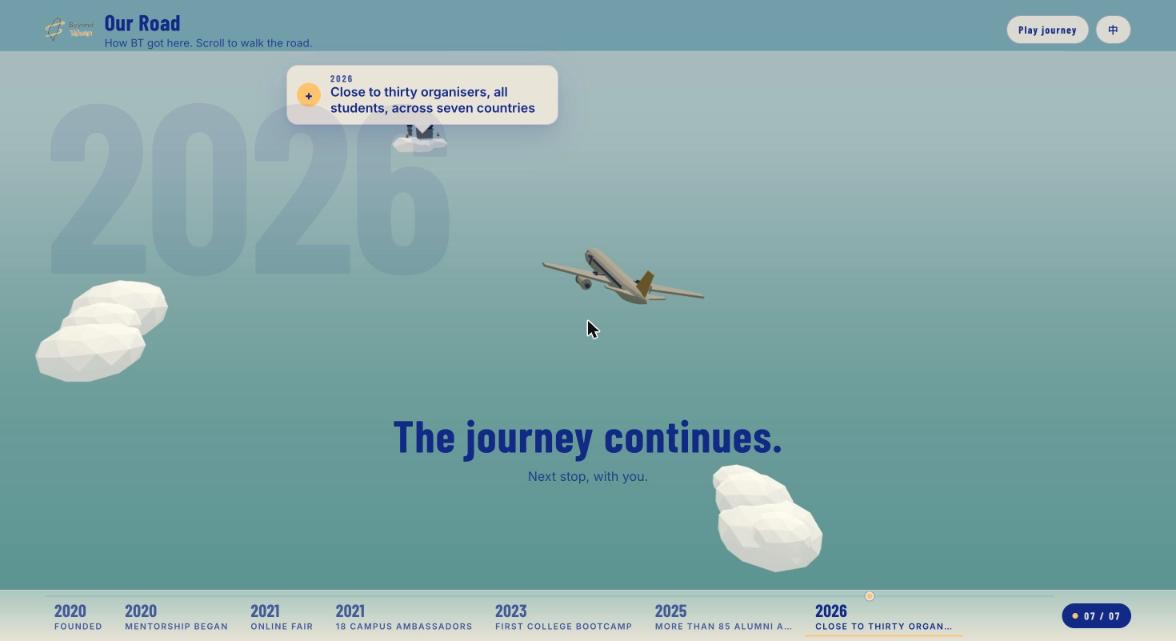 Beyond
Taiwan
Our Road
How BT got here. Scroll to walk the road.
Play journey
中
2026
+
2026
Close to thirty organisers, all
students, across seven countries
The journey continues.
Next stop, with you.
2020
FOUNDED
2020
MENTORSHIP BEGAN
2021
ONLINE FAIR
2021
18 CAMPUS AMBASSADORS
2023
FIRST COLLEGE BOOTCAMP
2025
MORE THAN 85 ALUMNI A...
2026
CLOSE TO THIRTY ORGAN...
07 / 07